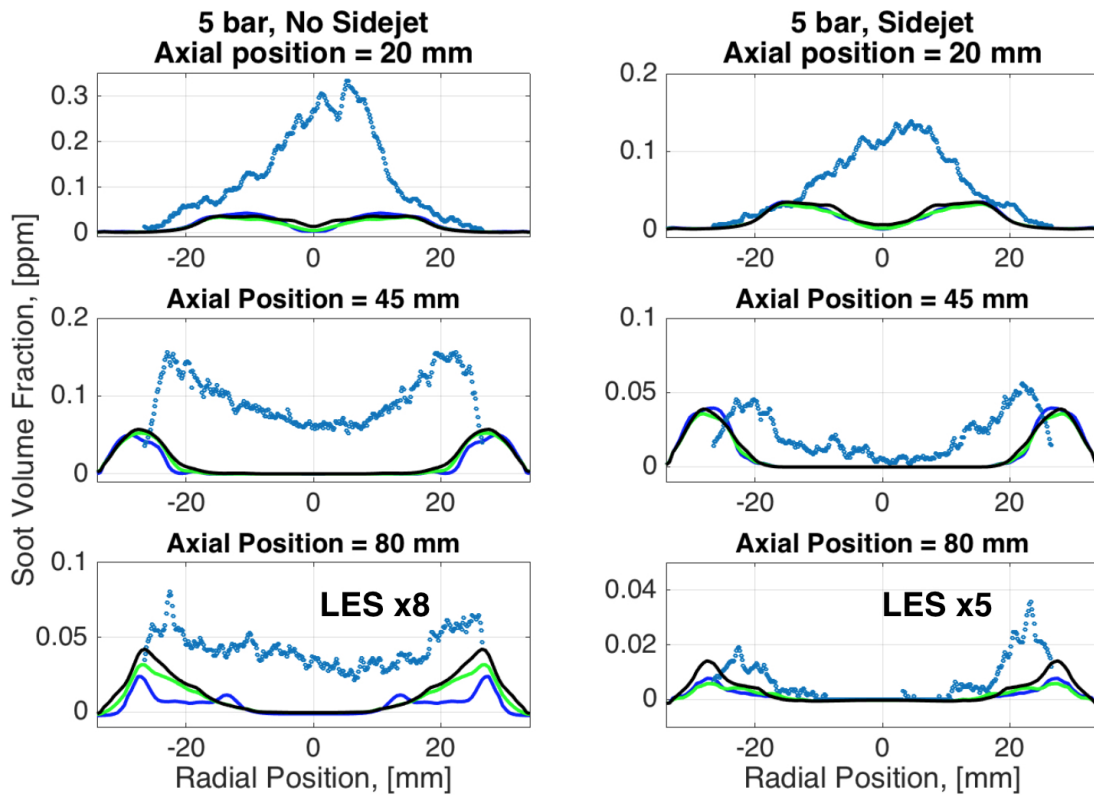 5 bar, No Sidejet
Axial position = 20 mm
0.3
0.2
0.1
0
-20
0
20
5 bar, Sidejet
Axial position = 20 mm
0.2
0.1
0
-20
0
20
Soot Volume Fraction, [ppm]
Axial Position = 45 mm
0.2
0.1
0
-20
0
20
Axial Position = 45 mm
0.1
0.05
0
-20
0
20
Axial Position = 80 mm
0.1
LES x8
0.05
0
-20
0
20
Radial Position, [mm]
Axial Position = 80 mm
0.04
LES x5
0.02
0
-20
0
20
Radial Position, [mm]